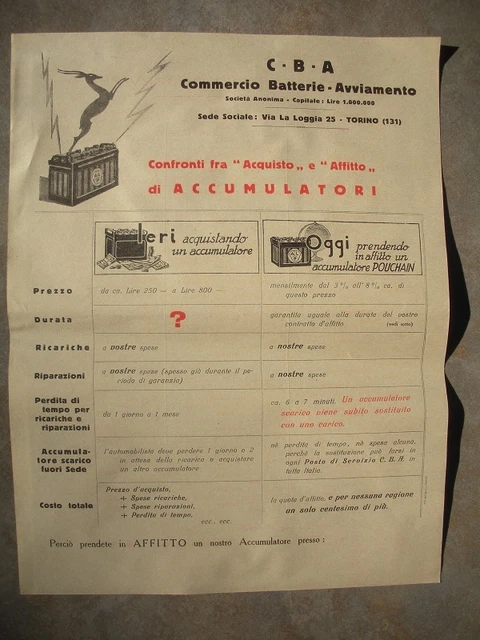 C·B·A
Commercio Batterie-Avviamento
Società Anonima - Capitale: Lire 1.000.000
Sede Sociale: Via La Loggia 25 - TORINO (131)
Confronti fra "Acquisto„ e "Affitto„
di ACCUMULATORI
Ieri acquistando
un accumulatore
Oggi prendendo
in affitto un
accumulatore POUCHAIN
Prezzo
da ca. Lire 250 — a Lire 800 —
mensilmente dal 3% all'8% ca. di
questo prezzo
Durata
?
garantita uguale alla durata del vostro
contratto d'affitto
Ricariche
a vostre spese
a nostre spese
Riparazioni
a vostre spese (spesso già durante il pe-
riodo di garanzia)
a nostre spese
Perdita di
tempo per
ricariche e
riparazioni
da 1 giorno a 1 mese
ca. 6 a 7 minuti. Un accumulatore
scarico viene subito sostituito
con uno carico.
Accumula-
tore scarico
fuori Sede
l'automobilista deve perdere 1 giorno o 2
in attesa della ricarica o acquistare
un altro accumulatore
nè perdita di tempo, nè spesa alcuna,
perchè la sostituzione può farsi in
ogni Posto di Servizio C.B.A. in
tutta Italia.
Costo totale
Prezzo d'acquisto,
+ Spese ricariche,
+ Spese riparazioni,
+ Perdita di tempo,
ecc., ecc.
la quota d'affitto, e per nessuna ragione
un solo centesimo di più.
Perciò prendete in AFFITTO un nostro Accumulatore presso: